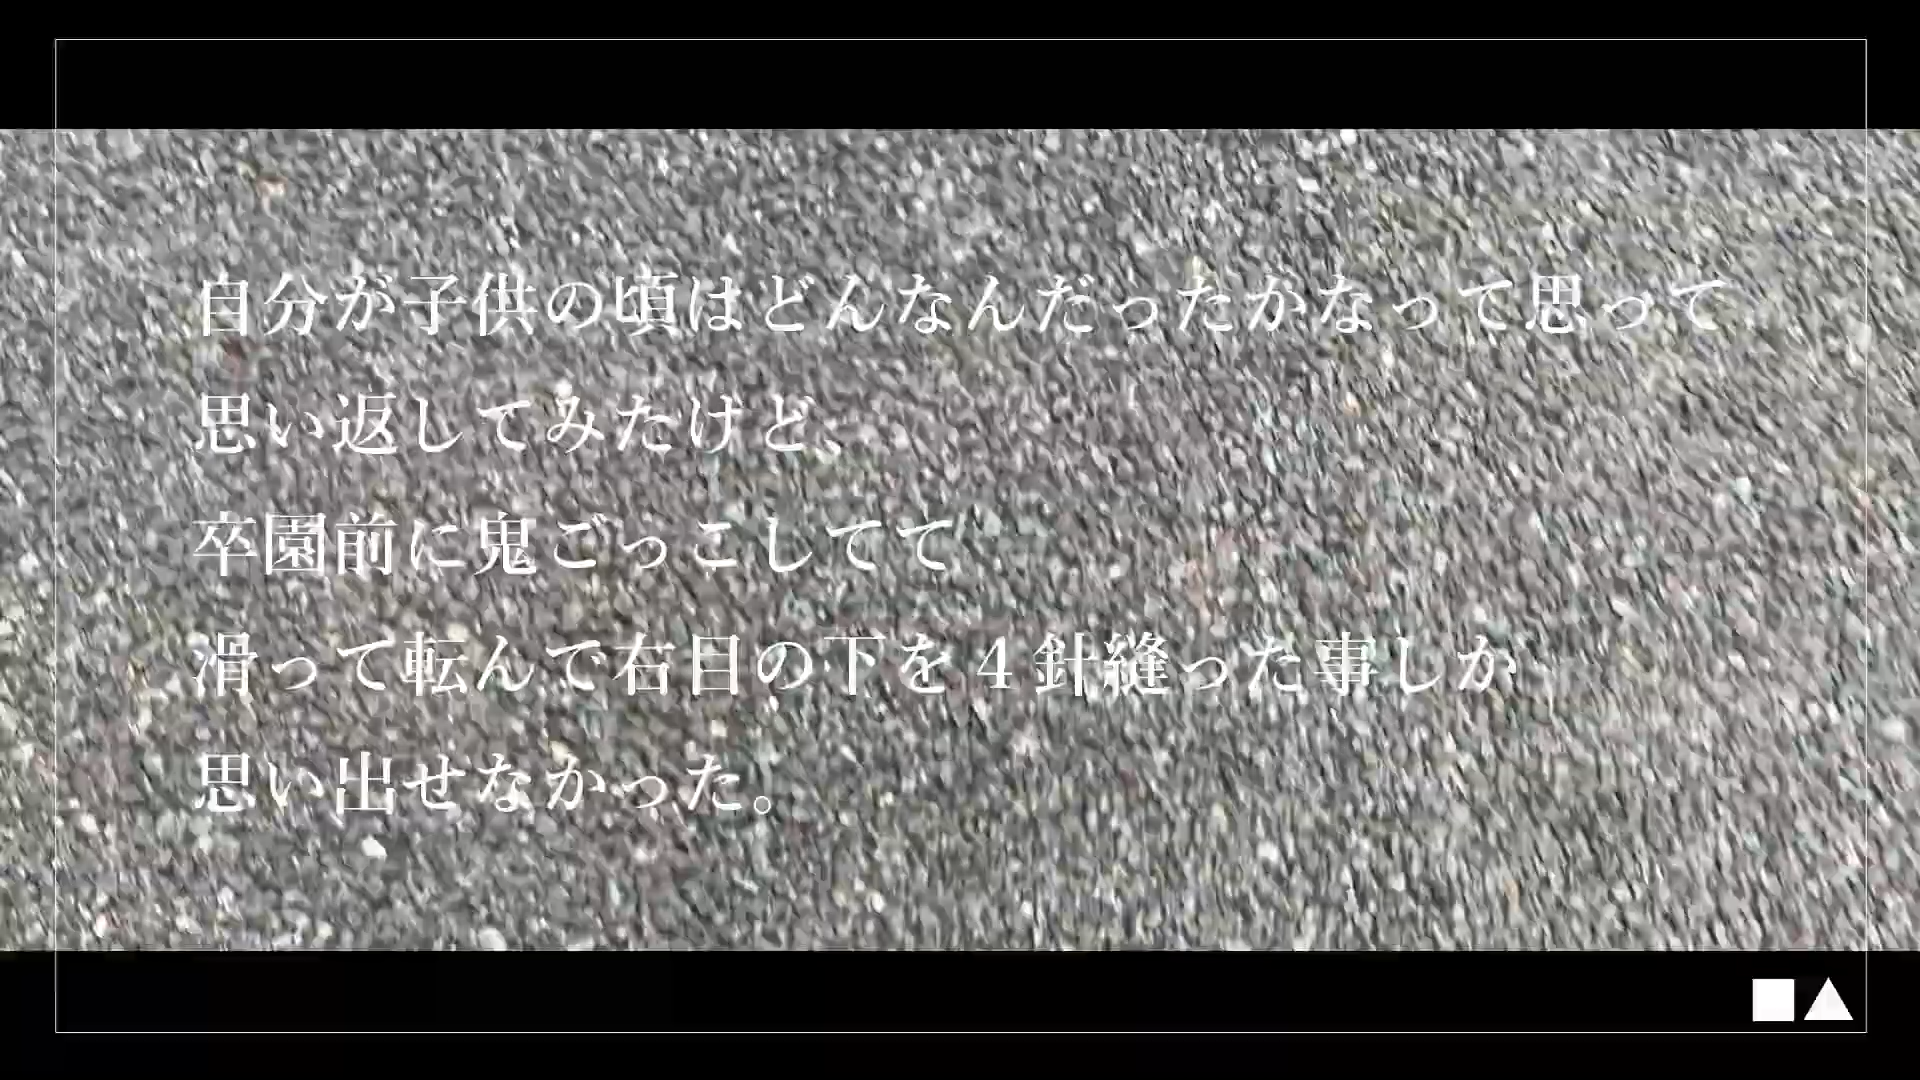 自分が子供の頃はどんなんだったかなって思って
思い返してみたけど、
卒園前に鬼ごっこしてて
滑って転んで右目の下を４針縫った事しか
思い出せなかった。